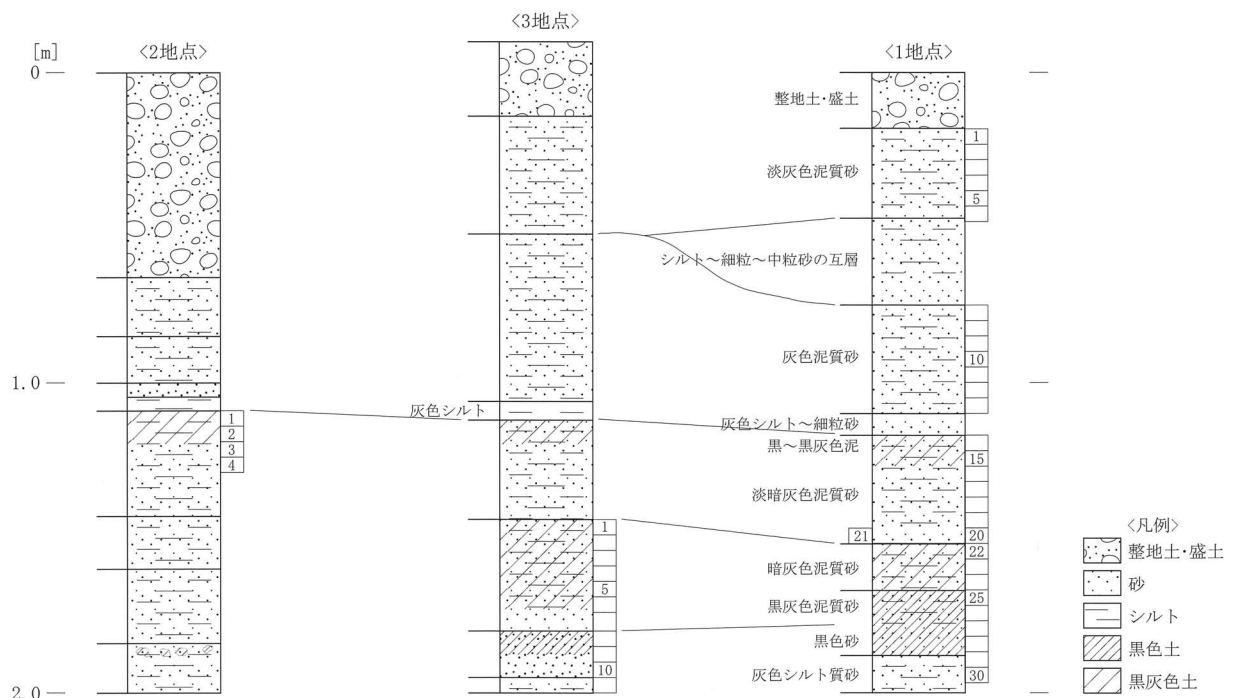 <3地点>
[m]
<2地点>
<1地点>
0
整地土・盛土
1
淡灰色泥質砂
5
シルト～細粒～中粒砂の互層
灰色泥質砂
10
1.0
灰色シルト
灰色シルト～細粒砂
1
2
3
4
黒～黒灰色泥
15
淡暗灰色泥質砂
21
20
1
22
暗灰色泥質砂
5
25
黒灰色泥質砂
黒色砂
10
灰色シルト質砂
30
2.0
<凡例>
整地土・盛土
砂
シルト
黒色土
黒灰色土